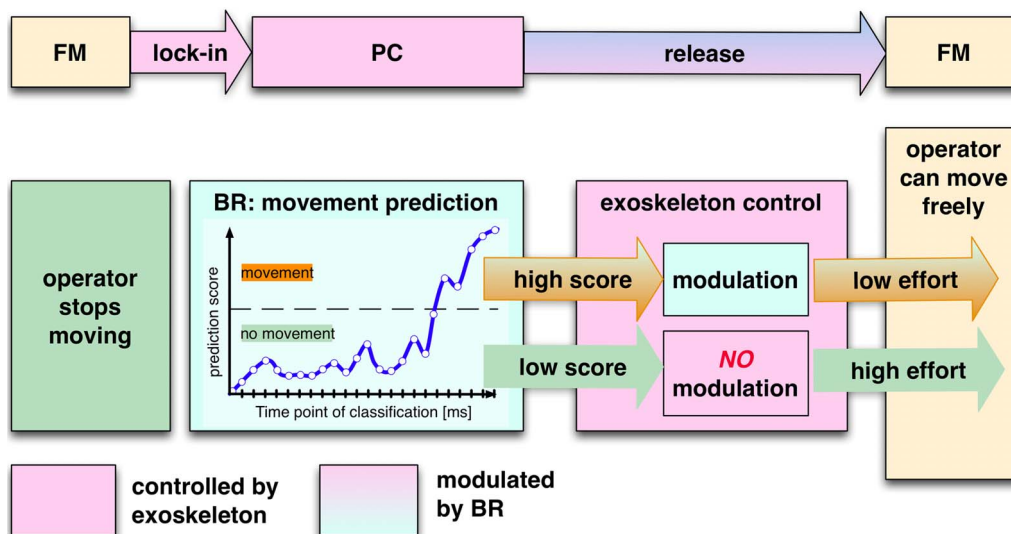 FM
lock-in
PC
release
FM
operator
stops
moving
BR: movement prediction
prediction score
movement
no movement
Time point of classification [ms]
high score
low score
exoskeleton control
modulation
NO
modulation
low effort
high effort
operator
can move
freely
controlled by
exoskeleton
modulated
by BR